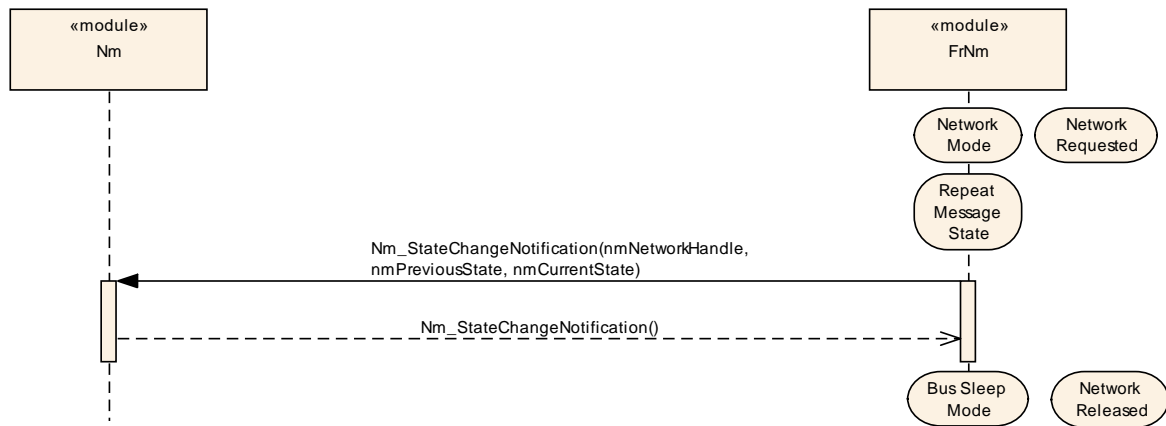 «module»
Nm
«module»
FrNm
Network
Mode
Network
Requested
Repeat
Message
State
Nm_StateChangeNotification(nmNetworkHandle,
nmPreviousState, nmCurrentState)
Nm_StateChangeNotification()
Bus Sleep
Mode
Network
Released